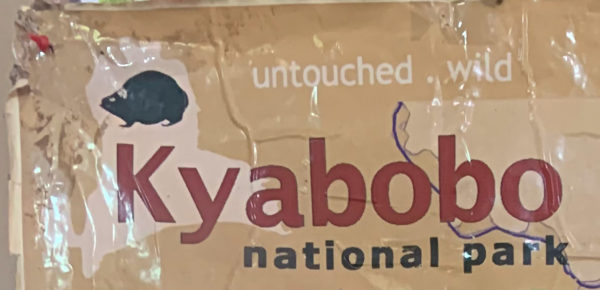 untouched . wild
Kyabobo
national park